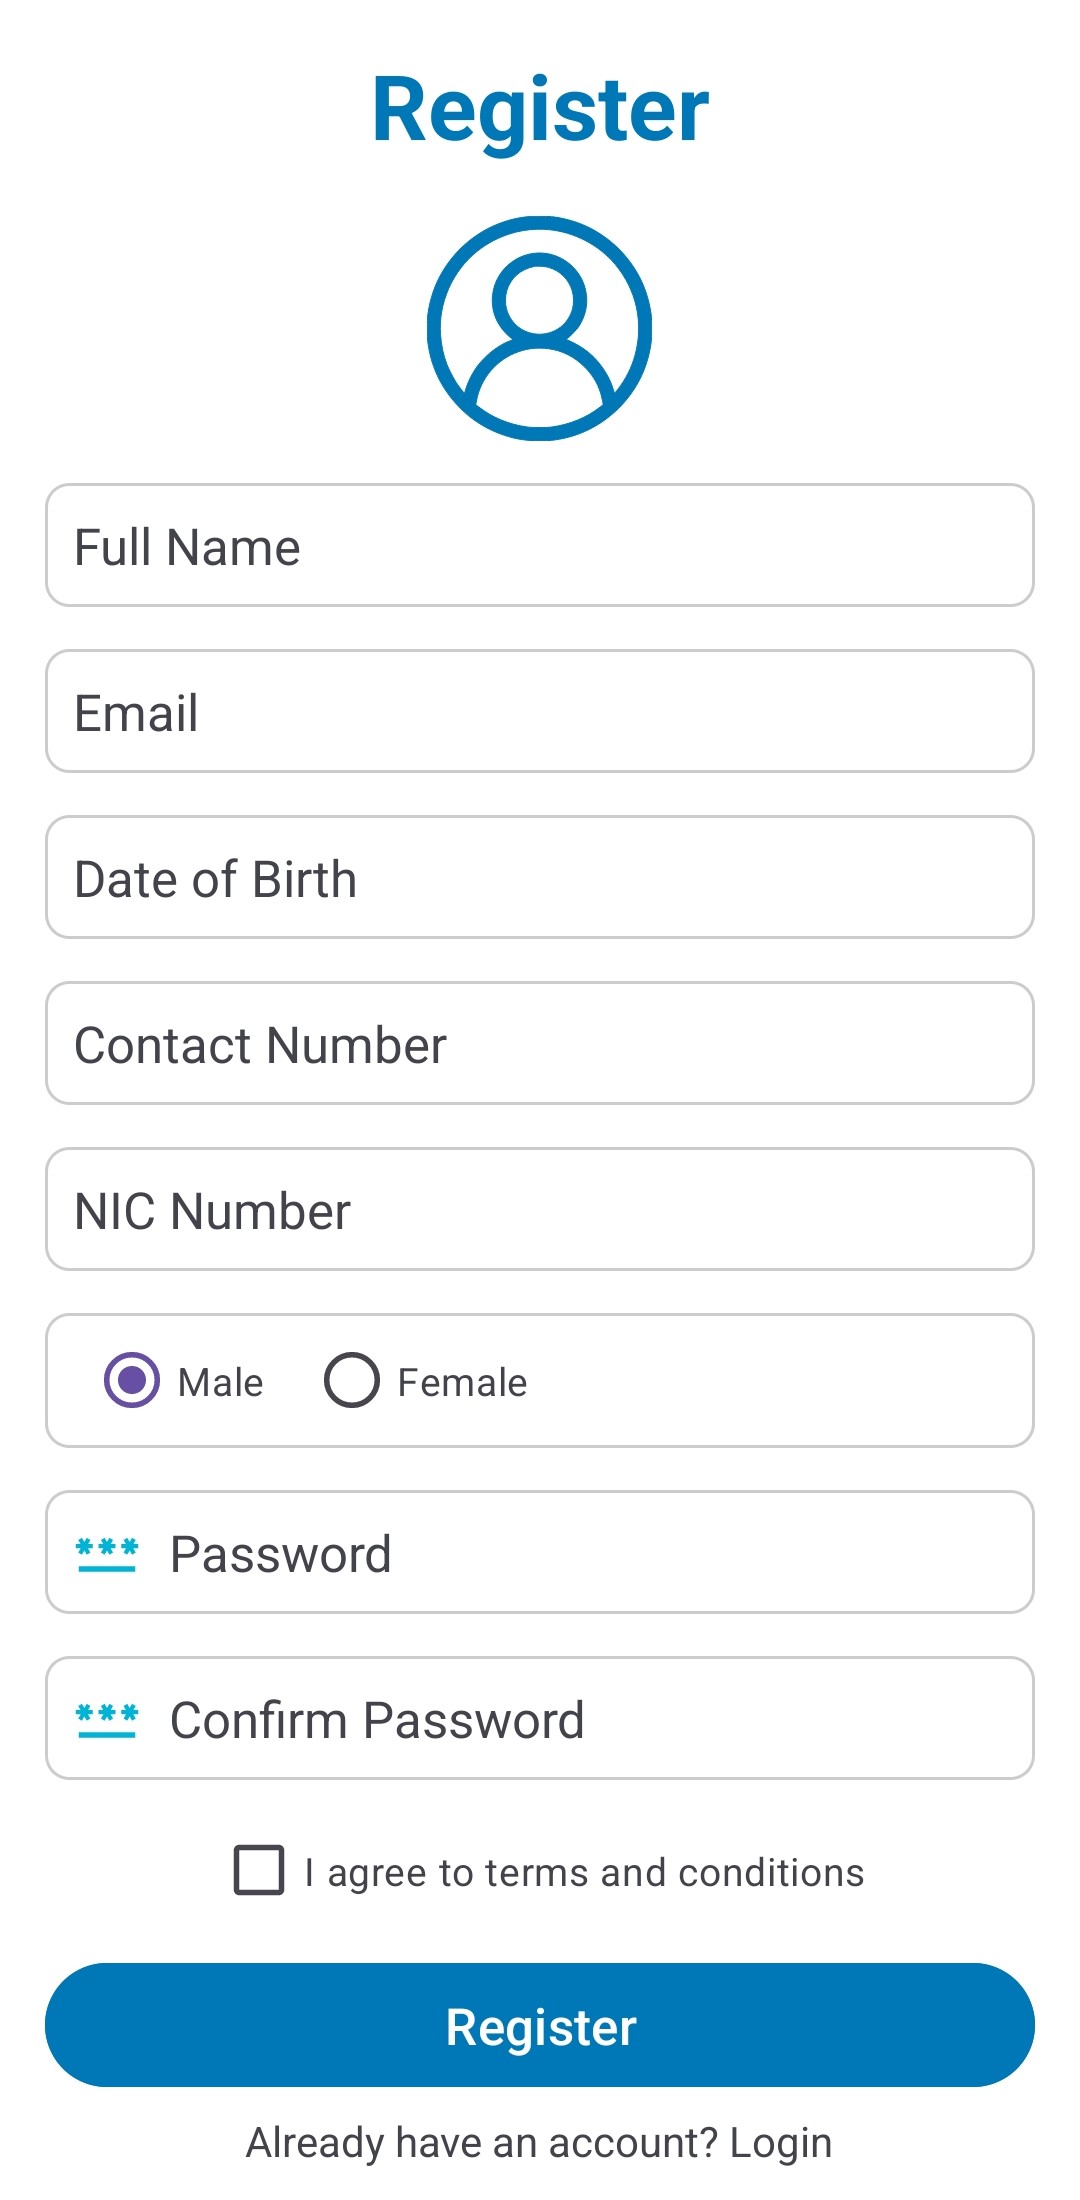 Register
Full Name
Email
Date of Birth
Contact Number
NIC Number
Male Female
*** Password
*** Confirm Password
I agree to terms and conditions
Register
Already have an account? Login